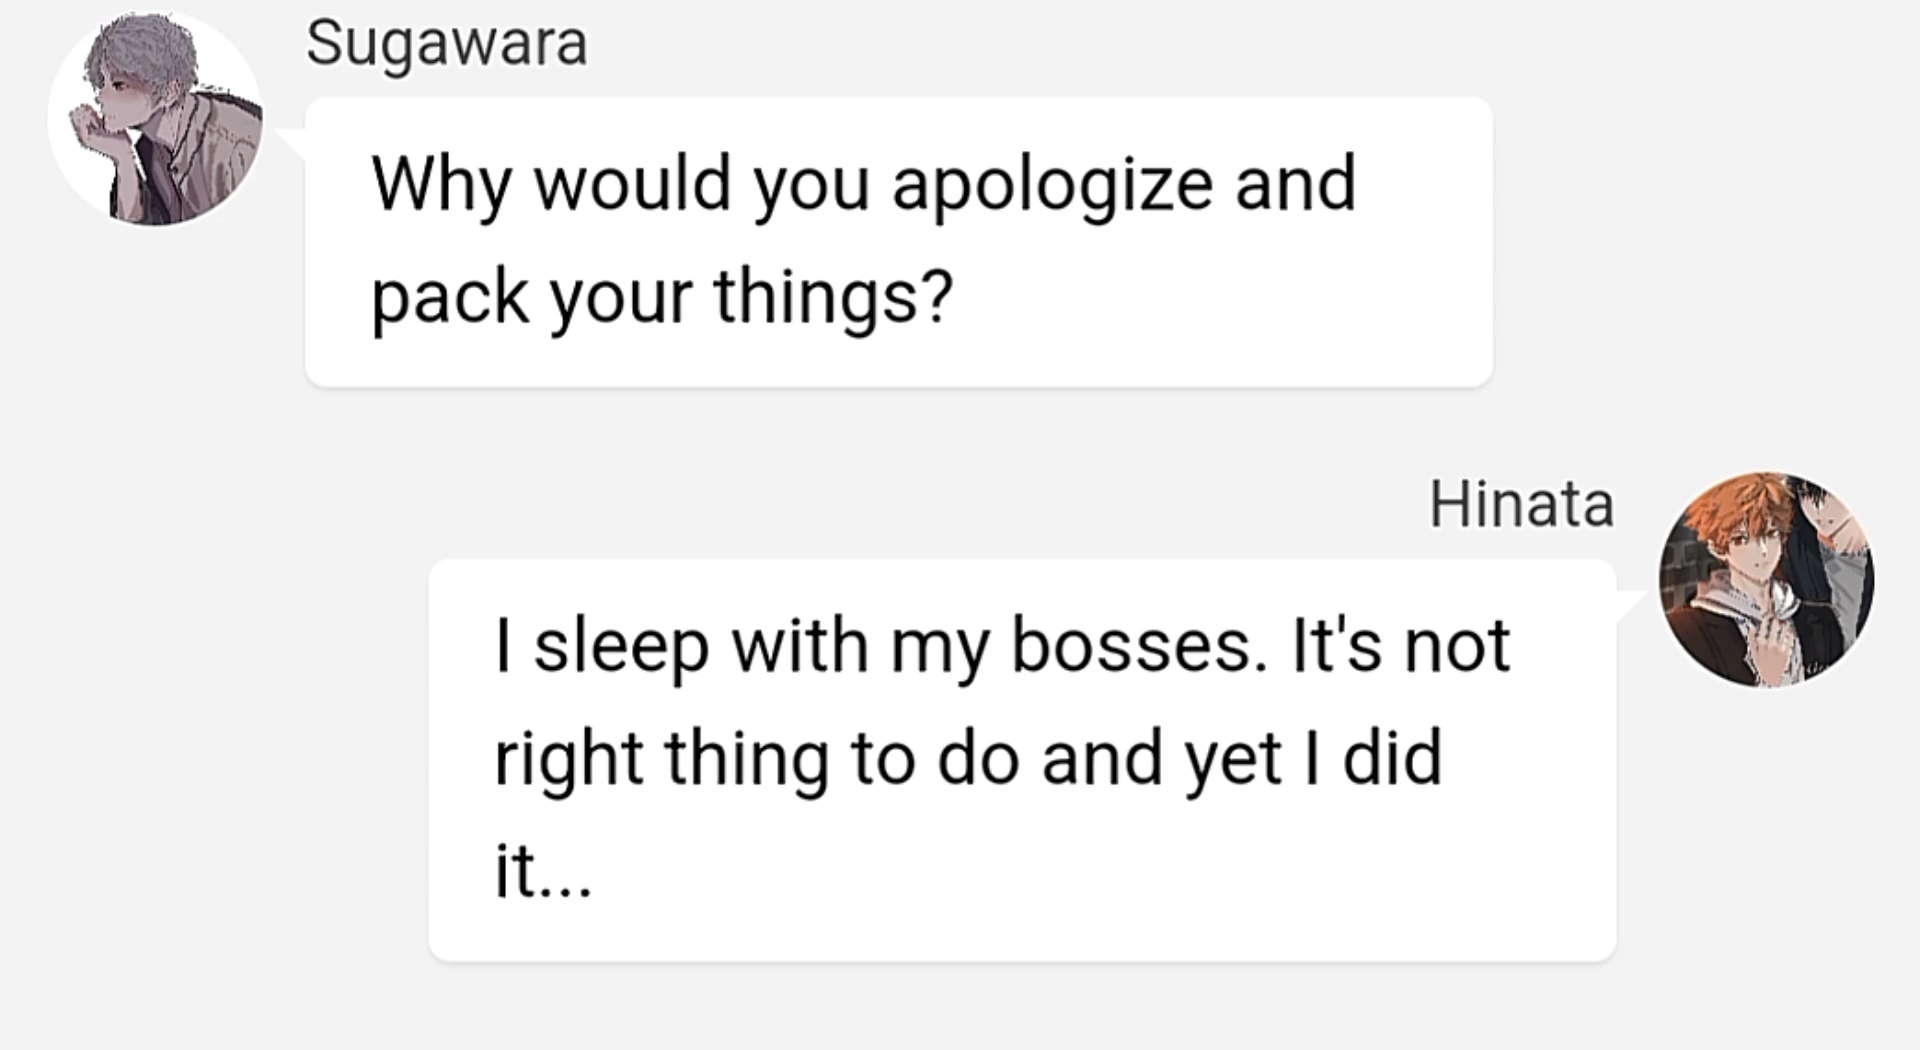 Sugawara
Why would you apologize and
pack your things?
Hinata
I sleep with my bosses. It's not
right thing to do and yet I did
it...